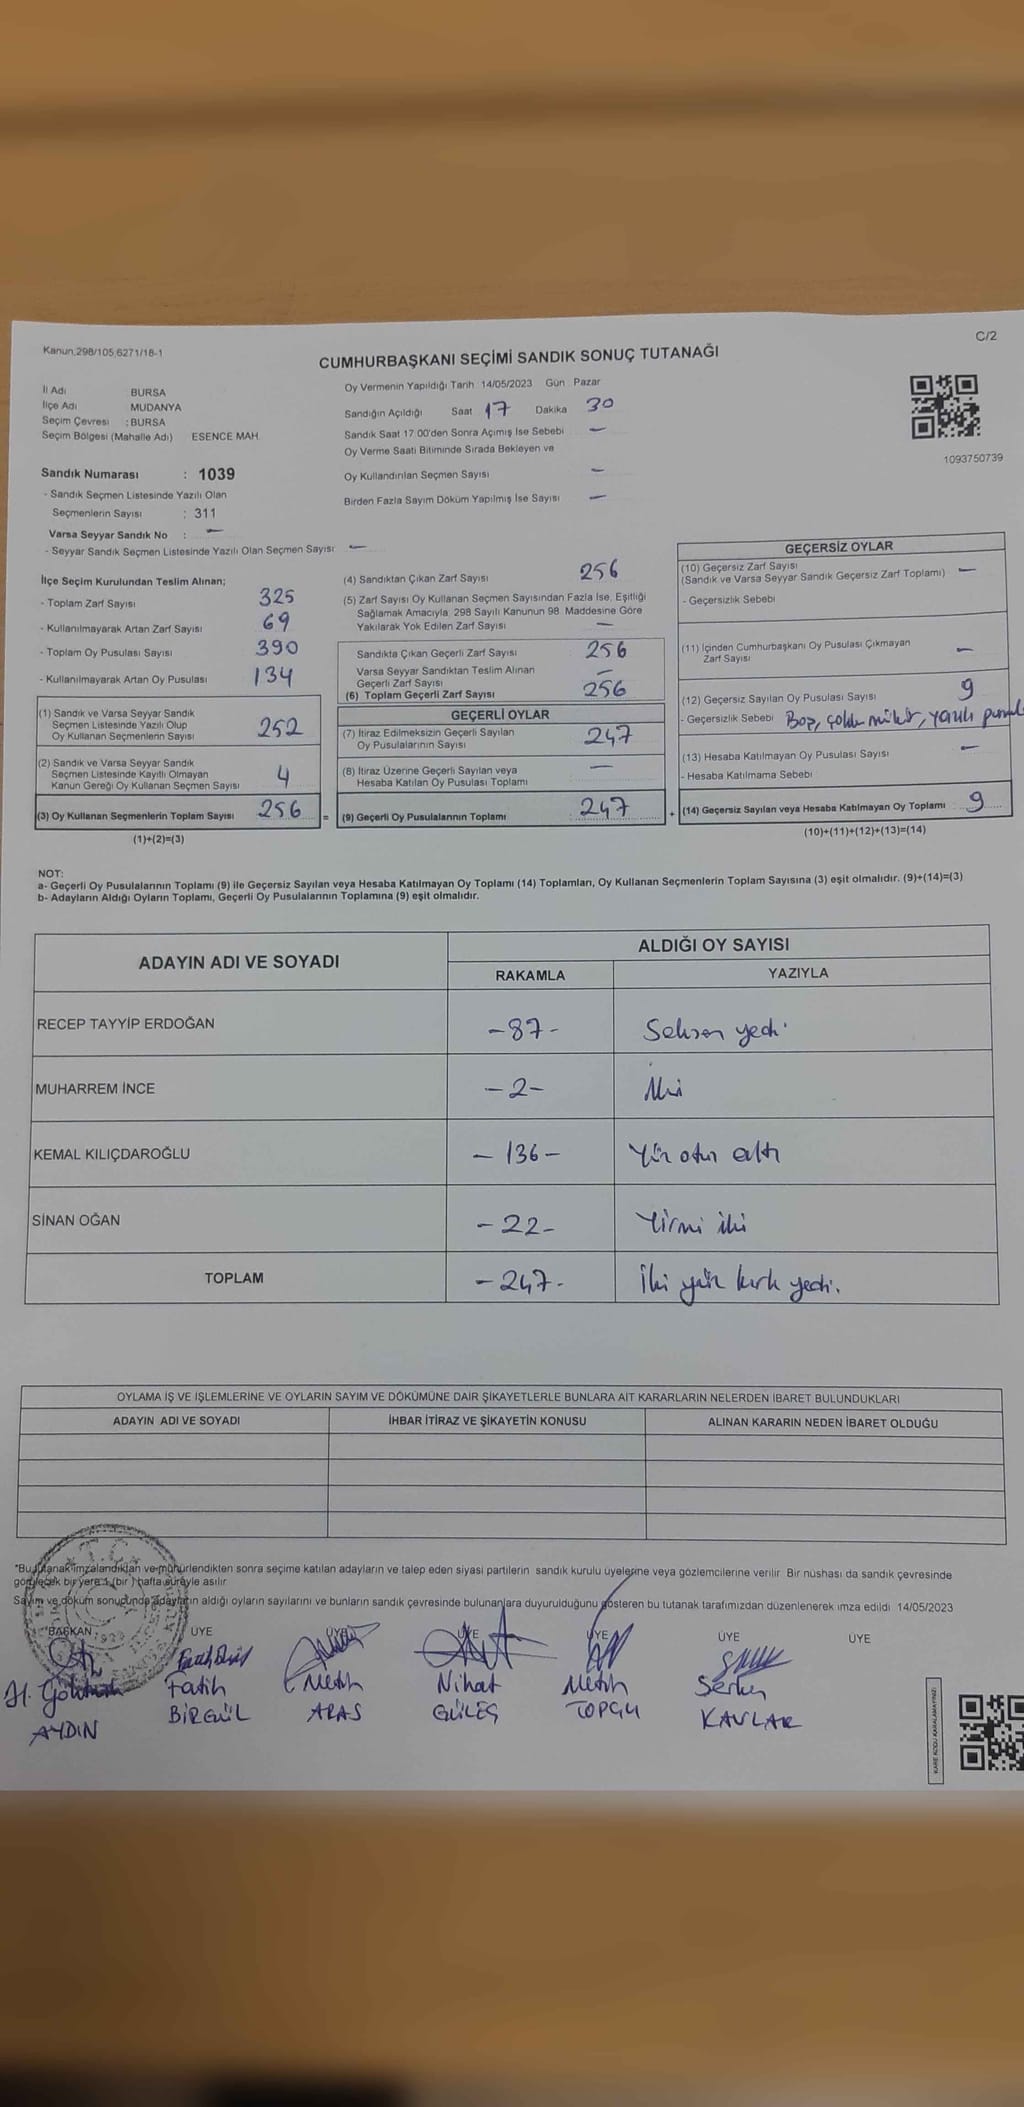 Kanun,298/105,6271/18-1
C/2
CUMHURBAŞKANI SEÇİMİ SANDIK SONUÇ TUTANAĞI
İl Adı BURSA
İlçe Adı MUDANYA
Seçim Çevresi : BURSA
Seçim Bölgesi (Mahalle Adı) ESENCE MAH.
Oy Vermenin Yapıldığı Tarih 14/05/2023 Gün Pazar
Sandığın Açıldığı Saat 17 Dakika 30
Sandık Saat 17:00'den Sonra Açımış İse Sebebi —
Oy Verme Saati Bitiminde Sırada Bekleyen ve
Oy Kullandırılan Seçmen Sayısı —
Birden Fazla Sayım Döküm Yapılmış İse Sayısı —
1093750739
Sandık Numarası : 1039
- Sandık Seçmen Listesinde Yazılı Olan
Seçmenlerin Sayısı : 311
Varsa Seyyar Sandık No : —
- Seyyar Sandık Seçmen Listesinde Yazılı Olan Seçmen Sayısı: —
İlçe Seçim Kurulundan Teslim Alınan;
- Toplam Zarf Sayısı 325
- Kullanılmayarak Artan Zarf Sayısı 69
- Toplam Oy Pusulası Sayısı 390
- Kullanılmayarak Artan Oy Pusulası 134
(1) Sandık ve Varsa Seyyar Sandık
Seçmen Listesinde Yazılı Olup
Oy Kullanan Seçmenlerin Sayısı 252
(2) Sandık ve Varsa Seyyar Sandık
Seçmen Listesinde Kayıtlı Olmayan
Kanun Gereği Oy Kullanan Seçmen Sayısı 4
(3) Oy Kullanan Seçmenlerin Toplam Sayısı 256 =
(1)+(2)=(3)
(4) Sandıktan Çıkan Zarf Sayısı 256
(5) Zarf Sayısı Oy Kullanan Seçmen Sayısından Fazla İse, Eşitliği
Sağlamak Amacıyla, 298 Sayılı Kanunun 98. Maddesine Göre
Yakılarak Yok Edilen Zarf Sayısı —
Sandıkta Çıkan Geçerli Zarf Sayısı 256
Varsa Seyyar Sandıktan Teslim Alınan
Geçerli Zarf Sayısı —
(6) Toplam Geçerli Zarf Sayısı 256
GEÇERLİ OYLAR
(7) İtiraz Edilmeksizin Geçerli Sayılan
Oy Pusulalarının Sayısı 247
(8) İtiraz Üzerine Geçerli Sayılan veya
Hesaba Katılan Oy Pusulası Toplamı —
(9) Geçerli Oy Pusulalarının Toplamı 247 +
GEÇERSİZ OYLAR
(10) Geçersiz Zarf Sayısı
(Sandık ve Varsa Seyyar Sandık Geçersiz Zarf Toplamı) —
- Geçersizlik Sebebi
(11) İçinden Cumhurbaşkanı Oy Pusulası Çıkmayan
Zarf Sayısı —
(12) Geçersiz Sayılan Oy Pusulası Sayısı 9
- Geçersizlik Sebebi Boş, çoklu mühür, yazılı
(13) Hesaba Katılmayan Oy Pusulası Sayısı —
- Hesaba Katılmama Sebebi
(14) Geçersiz Sayılan veya Hesaba Katılmayan Oy Toplamı 9
(10)+(11)+(12)+(13)=(14)
NOT:
a- Geçerli Oy Pusulalarının Toplamı (9) ile Geçersiz Sayılan veya Hesaba Katılmayan Oy Toplamı (14) Toplamları, Oy Kullanan Seçmenlerin Toplam Sayısına (3) eşit olmalıdır. (9)+(14)=(3)
b- Adayların Aldığı Oyların Toplamı, Geçerli Oy Pusulalarının Toplamına (9) eşit olmalıdır.
ADAYIN ADI VE SOYADI
ALDIĞI OY SAYISI
RAKAMLA YAZIYLA
RECEP TAYYİP ERDOĞAN -87- Seksen yedi
MUHARREM İNCE -2- İki
KEMAL KILIÇDAROĞLU -136- Yüz otuz altı
SİNAN OĞAN -22- Yirmi iki
TOPLAM -247- İki yüz kırk yedi.
OYLAMA İŞ VE İŞLEMLERİNE VE OYLARIN SAYIM VE DÖKÜMÜNE DAİR ŞİKAYETLERLE BUNLARA AİT KARARLARIN NELERDEN İBARET BULUNDUKLARI
ADAYIN ADI VE SOYADI İHBAR İTİRAZ VE ŞİKAYETİN KONUSU ALINAN KARARIN NEDEN İBARET OLDUĞU
*Bu tutanak imzalandıktan ve mühürlendikten sonra seçime katılan adayların ve talep eden siyasi partilerin sandık kurulu üyelerine veya gözlemcilerine verilir. Bir nüshası da sandık çevresinde
görülecek bir yere 1 (bir ) hafta süreyle asılır
Sayım ve döküm sonucunda adayların aldığı oyların sayılarını ve bunların sandık çevresinde bulunanlara duyurulduğunu gösteren bu tutanak tarafımızdan düzenlenerek imza edildi 14/05/2023
BAŞKAN ÜYE ÜYE ÜYE ÜYE ÜYE ÜYE
Fatih Metin Nihat Metin Serkan
AYDIN BİRGÜL ARAS GÜLEŞ TOPÇU KAVLAK
KARE KODU KARALAMAYINIZ!